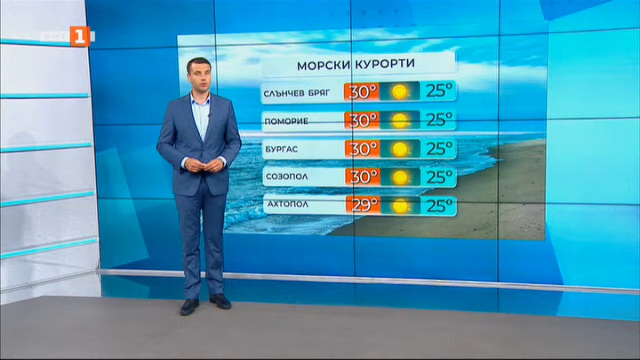 1
МОРСКИ КУРОРТИ
СЛЪНЧЕВ БРЯГ 30° 25°
ПОМОРИЕ 30° 25°
БУРГАС 30° 25°
СОЗОПОЛ 30° 25°
АХТОПОЛ 29° 25°